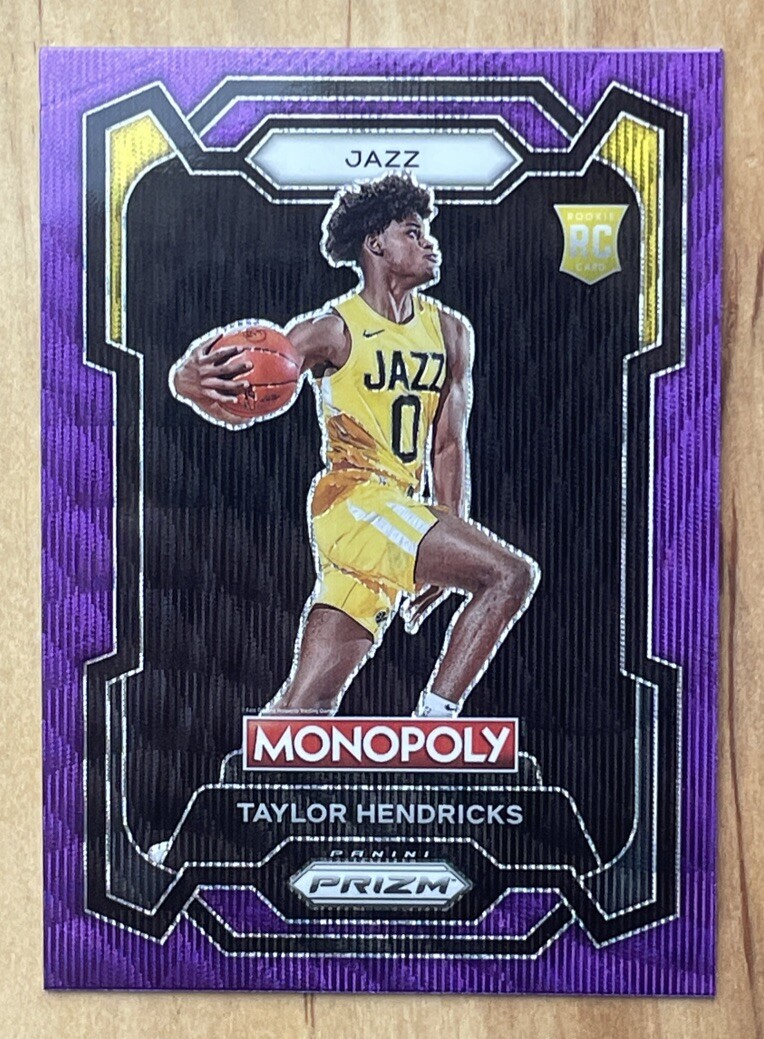 JAZZ
ROOKIE
RC
CARD
JAZZ
0
MONOPOLY
TAYLOR HENDRICKS
PANINI
PRIZM